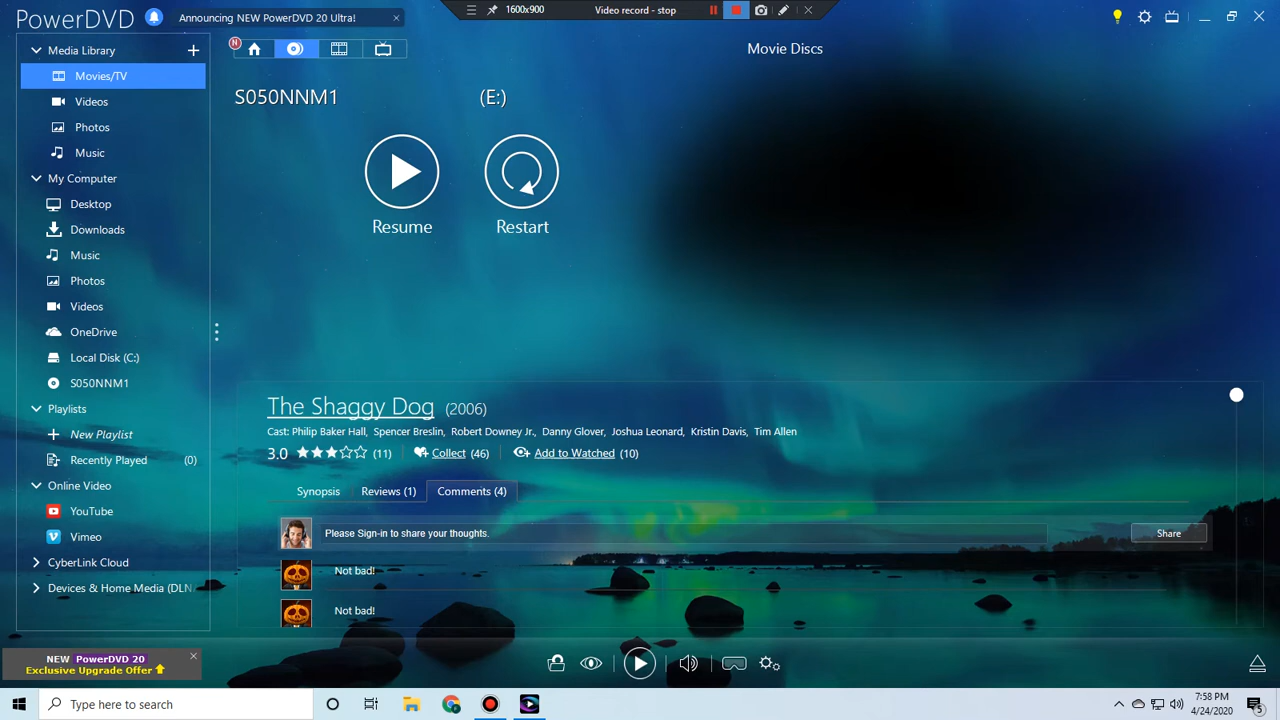 PowerDVD
Announcing NEW PowerDVD 20 Ultra!
1600x900
Video record - stop
Media Library
Movies/TV
Videos
Photos
Music
My Computer
Desktop
Downloads
Music
Photos
Videos
OneDrive
Local Disk (C:)
S050NNM1
Playlists
New Playlist
Recently Played (0)
Online Video
YouTube
Vimeo
CyberLink Cloud
Devices & Home Media (DLN
NEW PowerDVD 20
Exclusive Upgrade Offer
N
Movie Discs
S050NNM1 (E:)
Resume
Restart
The Shaggy Dog (2006)
Cast: Philip Baker Hall, Spencer Breslin, Robert Downey Jr., Danny Glover, Joshua Leonard, Kristin Davis, Tim Allen
3.0 (11) Collect (46) Add to Watched (10)
Synopsis Reviews (1) Comments (4)
Please Sign-in to share your thoughts.
Share
Not bad!
Not bad!
Type here to search
7:58 PM
4/24/2020
5